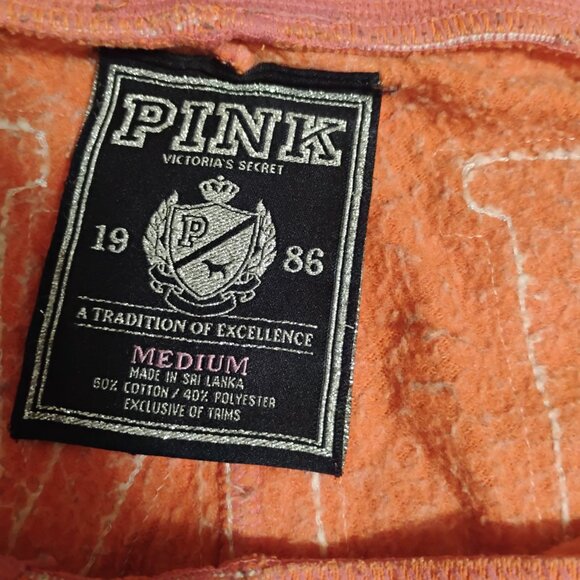 PINK
VICTORIA'S SECRET
P
19 86
A TRADITION OF EXCELLENCE
MEDIUM
MADE IN SRI LANKA
60% COTTON / 40% POLYESTER
EXCLUSIVE OF TRIMS